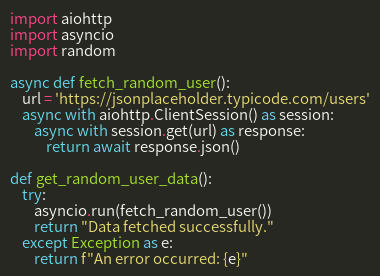 import aiohttp
import asyncio
import random

async def fetch_random_user():
    url = 'https://jsonplaceholder.typicode.com/users'
    async with aiohttp.ClientSession() as session:
        async with session.get(url) as response:
            return await response.json()

def get_random_user_data():
    try:
        asyncio.run(fetch_random_user())
        return "Data fetched successfully."
    except Exception as e:
        return f"An error occurred: {e}"